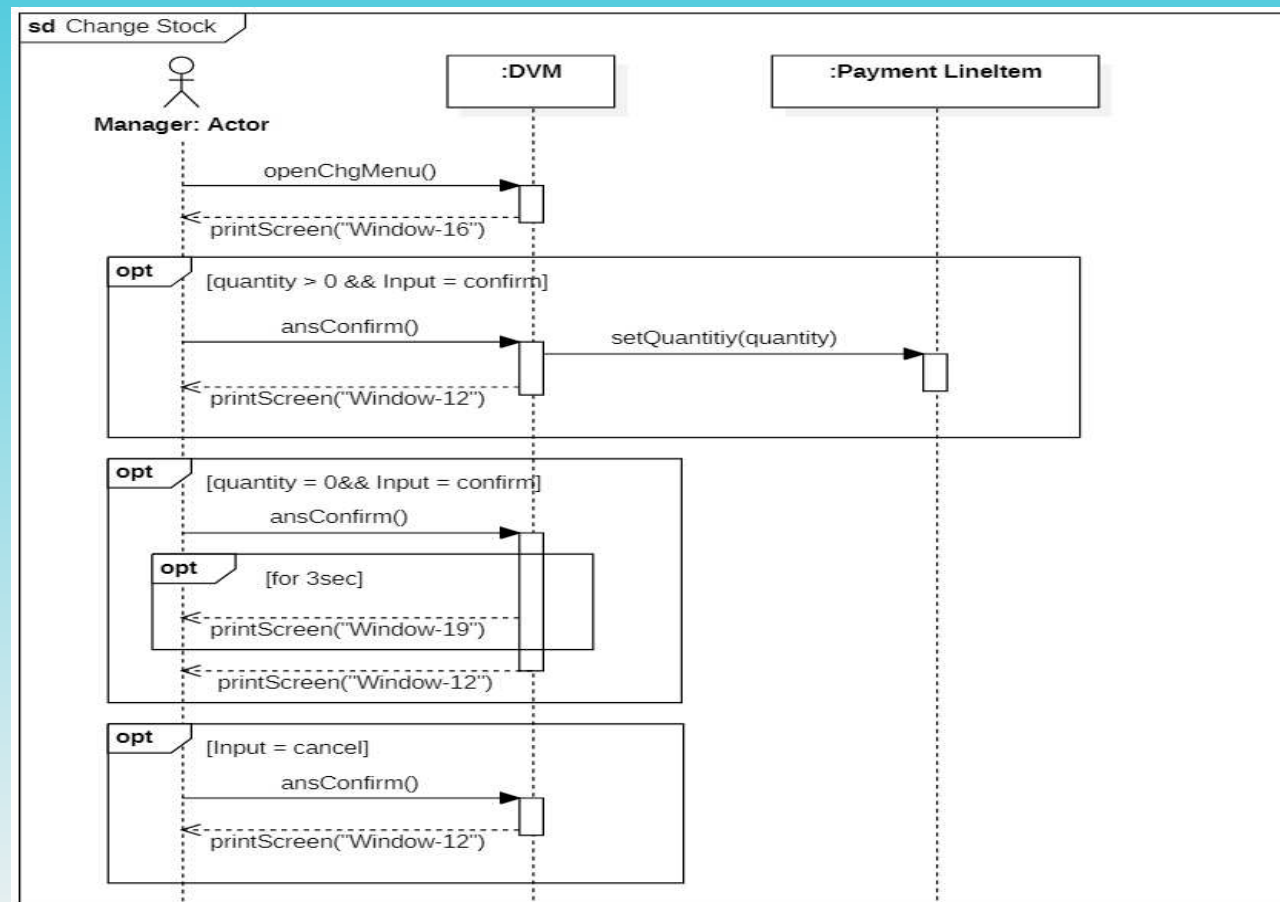 sd Change Stock
:DVM
:Payment LineItem
Manager: Actor
openChgMenu()
printScreen("Window-16")
opt
[quantity > 0 && Input = confirm]
ansConfirm()
setQuantitiy(quantity)
printScreen("Window-12")
opt
[quantity = 0&& Input = confirm]
ansConfirm()
opt
[for 3sec]
printScreen("Window-19")
printScreen("Window-12")
opt
[Input = cancel]
ansConfirm()
printScreen("Window-12")